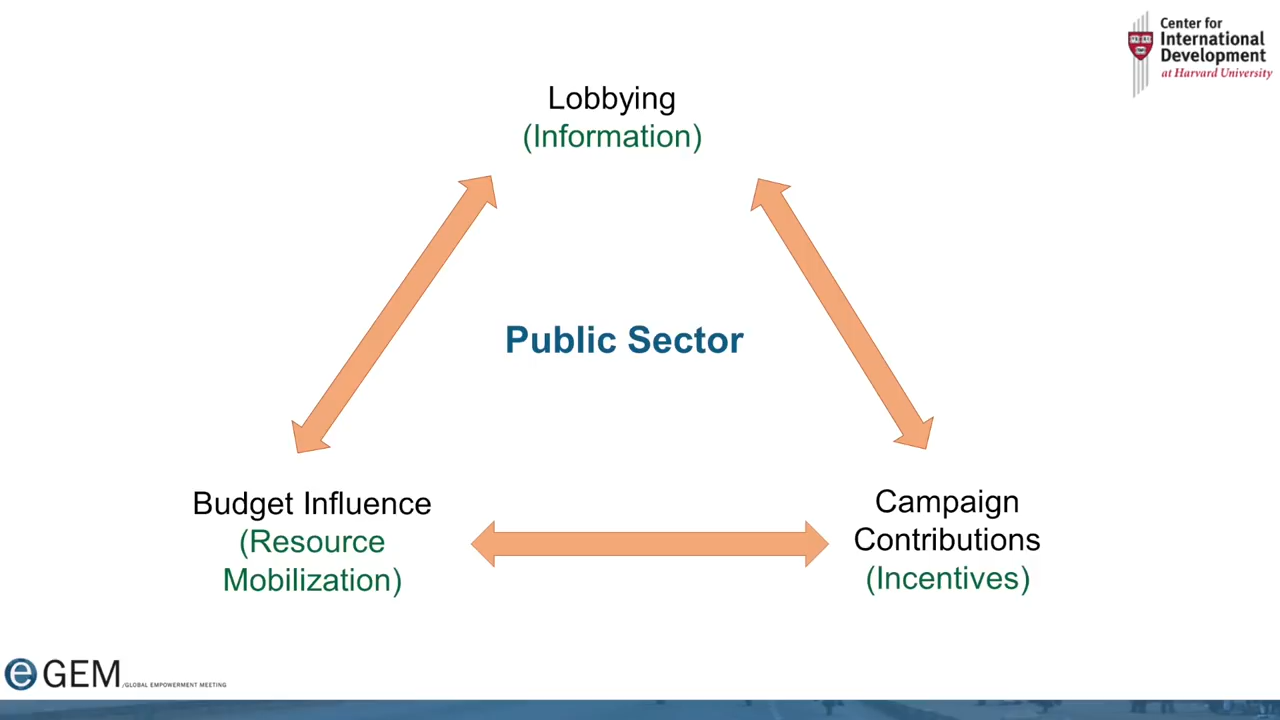 Center for
International
Development
at Harvard University
Lobbying
(Information)
Public Sector
Budget Influence
(Resource
Mobilization)
Campaign
Contributions
(Incentives)
e GEM /GLOBAL EMPOWERMENT MEETING